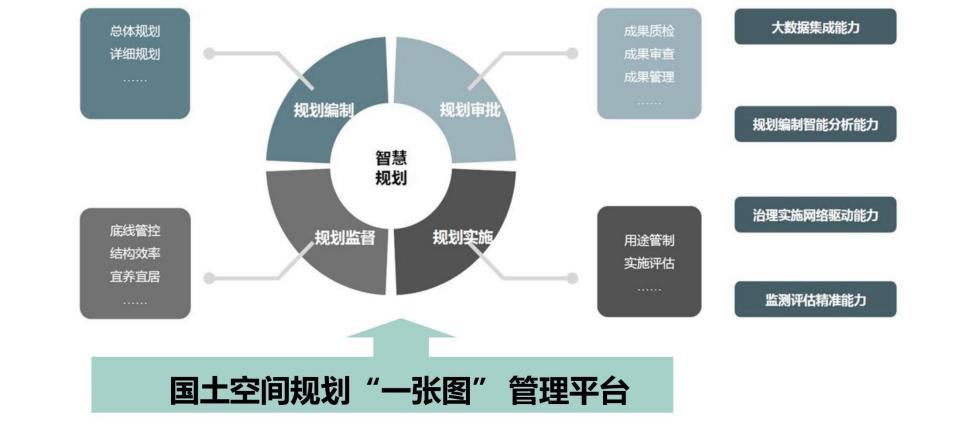 总体规划
详细规划
……
规划编制
规划审批
成果质检
成果审查
成果管理
……
智慧
规划
底线管控
结构效率
宜养宜居
……
规划监督
规划实施
用途管制
实施评估
……
大数据集成能力
规划编制智能分析能力
治理实施网络驱动能力
监测评估精准能力
国土空间规划“一张图” 管理平台